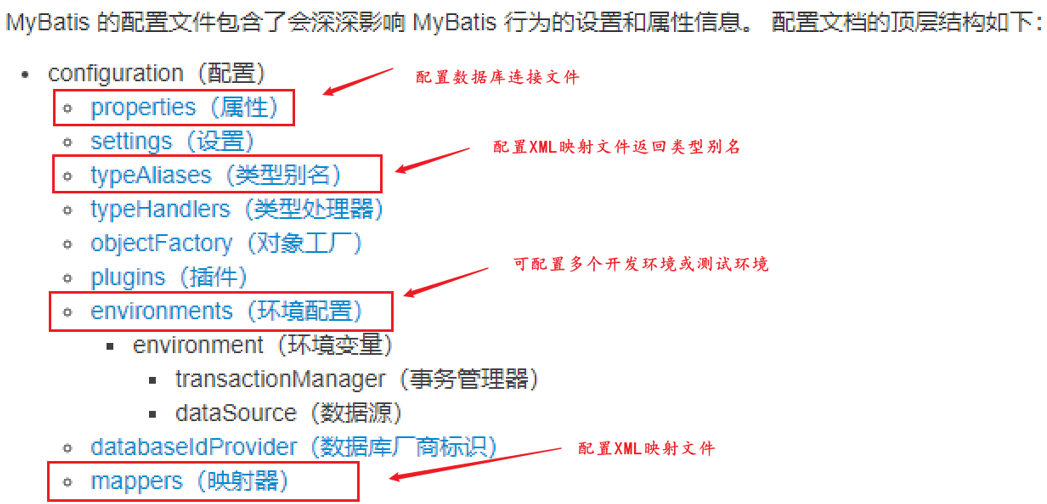 MyBatis 的配置文件包含了会深深影响 MyBatis 行为的设置和属性信息。 配置文档的顶层结构如下：
configuration（配置）
配置数据库连接文件
properties（属性）
settings（设置）
配置XML映射文件返回类型别名
typeAliases（类型别名）
typeHandlers（类型处理器）
objectFactory（对象工厂）
可配置多个开发环境或测试环境
plugins（插件）
environments（环境配置）
environment（环境变量）
transactionManager（事务管理器）
dataSource（数据源）
databaseIdProvider（数据库厂商标识）
配置XML映射文件
mappers（映射器）